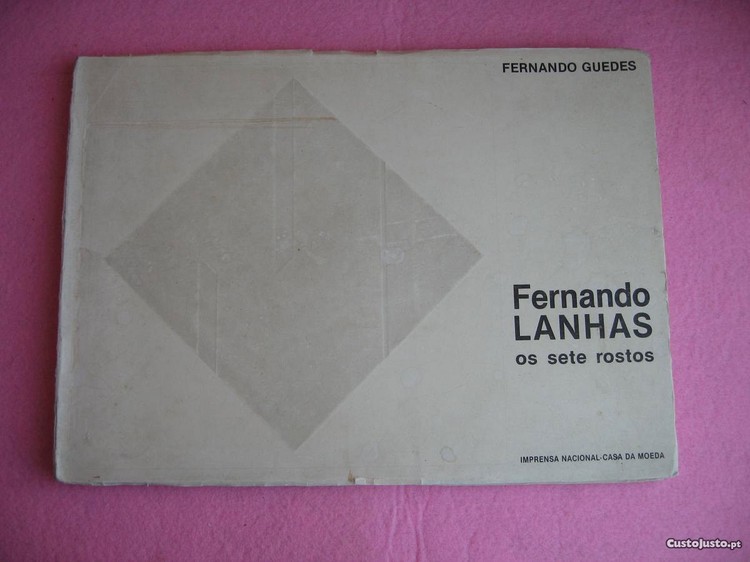 FERNANDO GUEDES
Fernando
LANHAS
os sete rostos
IMPRENSA NACIONAL-CASA DA MOEDA
CustoJusto.pt